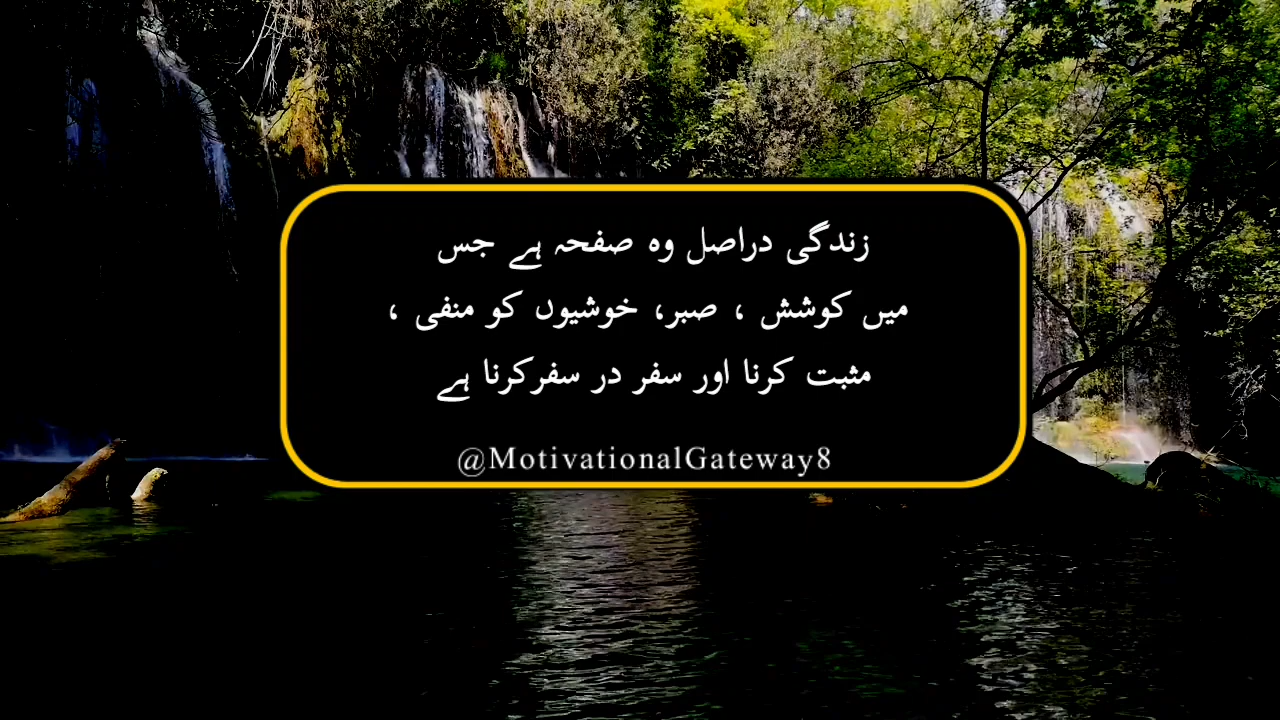 زندگی دراصل وہ صفحہ ہے جس
میں کوشش ، صبر، خوشیوں کو منفی ،
مثبت کرنا اور سفر در سفرکرنا ہے
@MotivationalGateway8